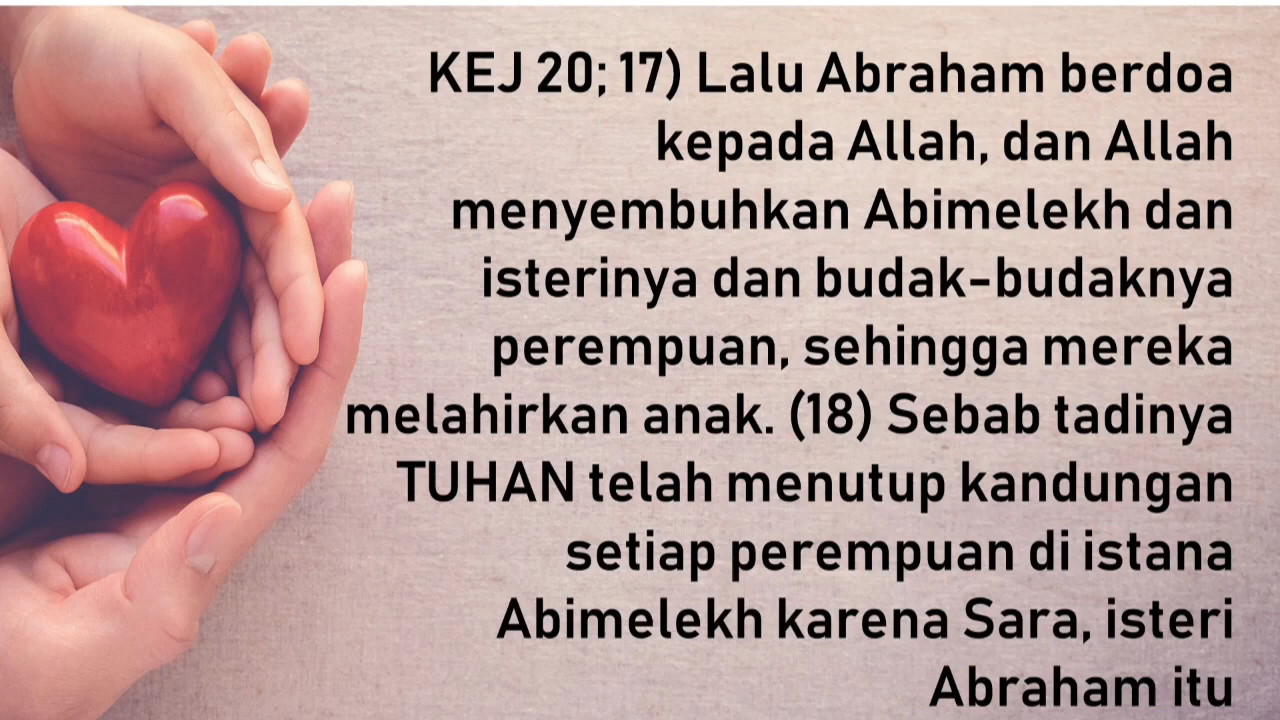 KEJ 20; 17) Lalu Abraham berdoa
kepada Allah, dan Allah
menyembuhkan Abimelekh dan
isterinya dan budak-budaknya
perempuan, sehingga mereka
melahirkan anak. (18) Sebab tadinya
TUHAN telah menutup kandungan
setiap perempuan di istana
Abimelekh karena Sara, isteri
Abraham itu